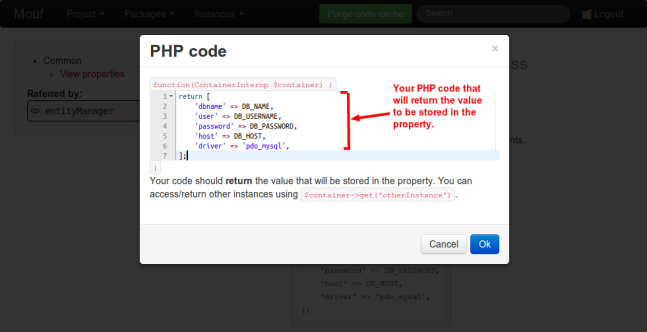 Mouf Project Packages Instances Purge code cache Search Logout
PHP code ×
Common
View properties
Referred by:
entityManager
function(ContainerInterop $container) {
1 return [
2 'dbname' => DB_NAME,
3 'user' => DB_USERNAME,
4 'password' => DB_PASSWORD,
5 'host' => DB_HOST,
6 'driver' => 'pdo_mysql',
7 ];
}
Your PHP code that
will return the value
to be stored in the
property.
Your code should return the value that will be stored in the property. You can
access/return other instances using $container->get('otherInstance') .
Cancel Ok
'password' => DB_PASSWORD,
'host' => DB_HOST,
'driver' => 'pdo_mysql',
];